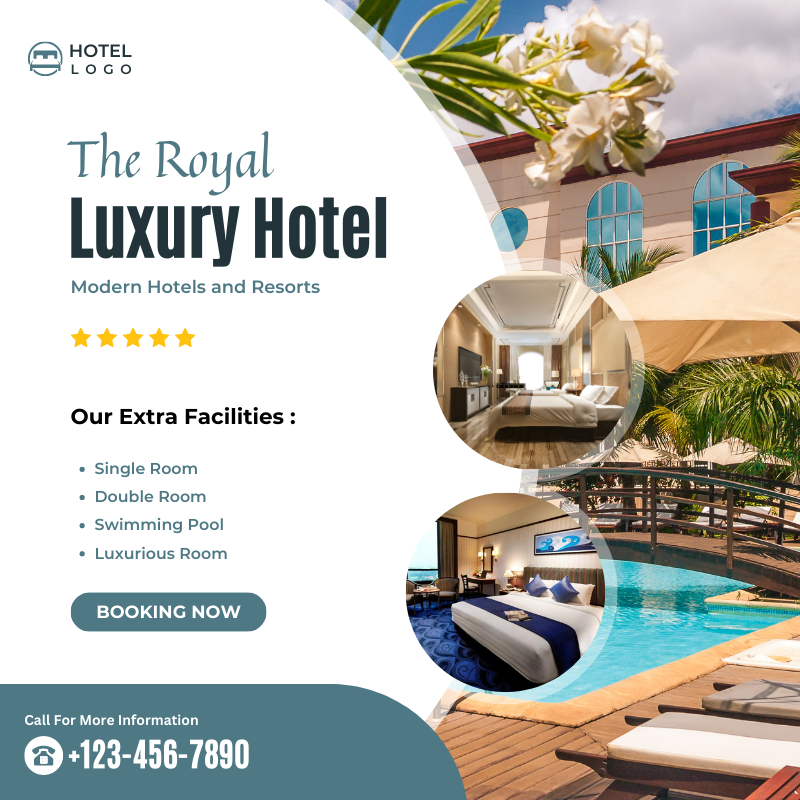 HOTEL
LOGO
The Royal
Luxury Hotel
Modern Hotels and Resorts
Our Extra Facilities :
• Single Room
• Double Room
• Swimming Pool
• Luxurious Room
BOOKING NOW
Call For More Information
+123-456-7890